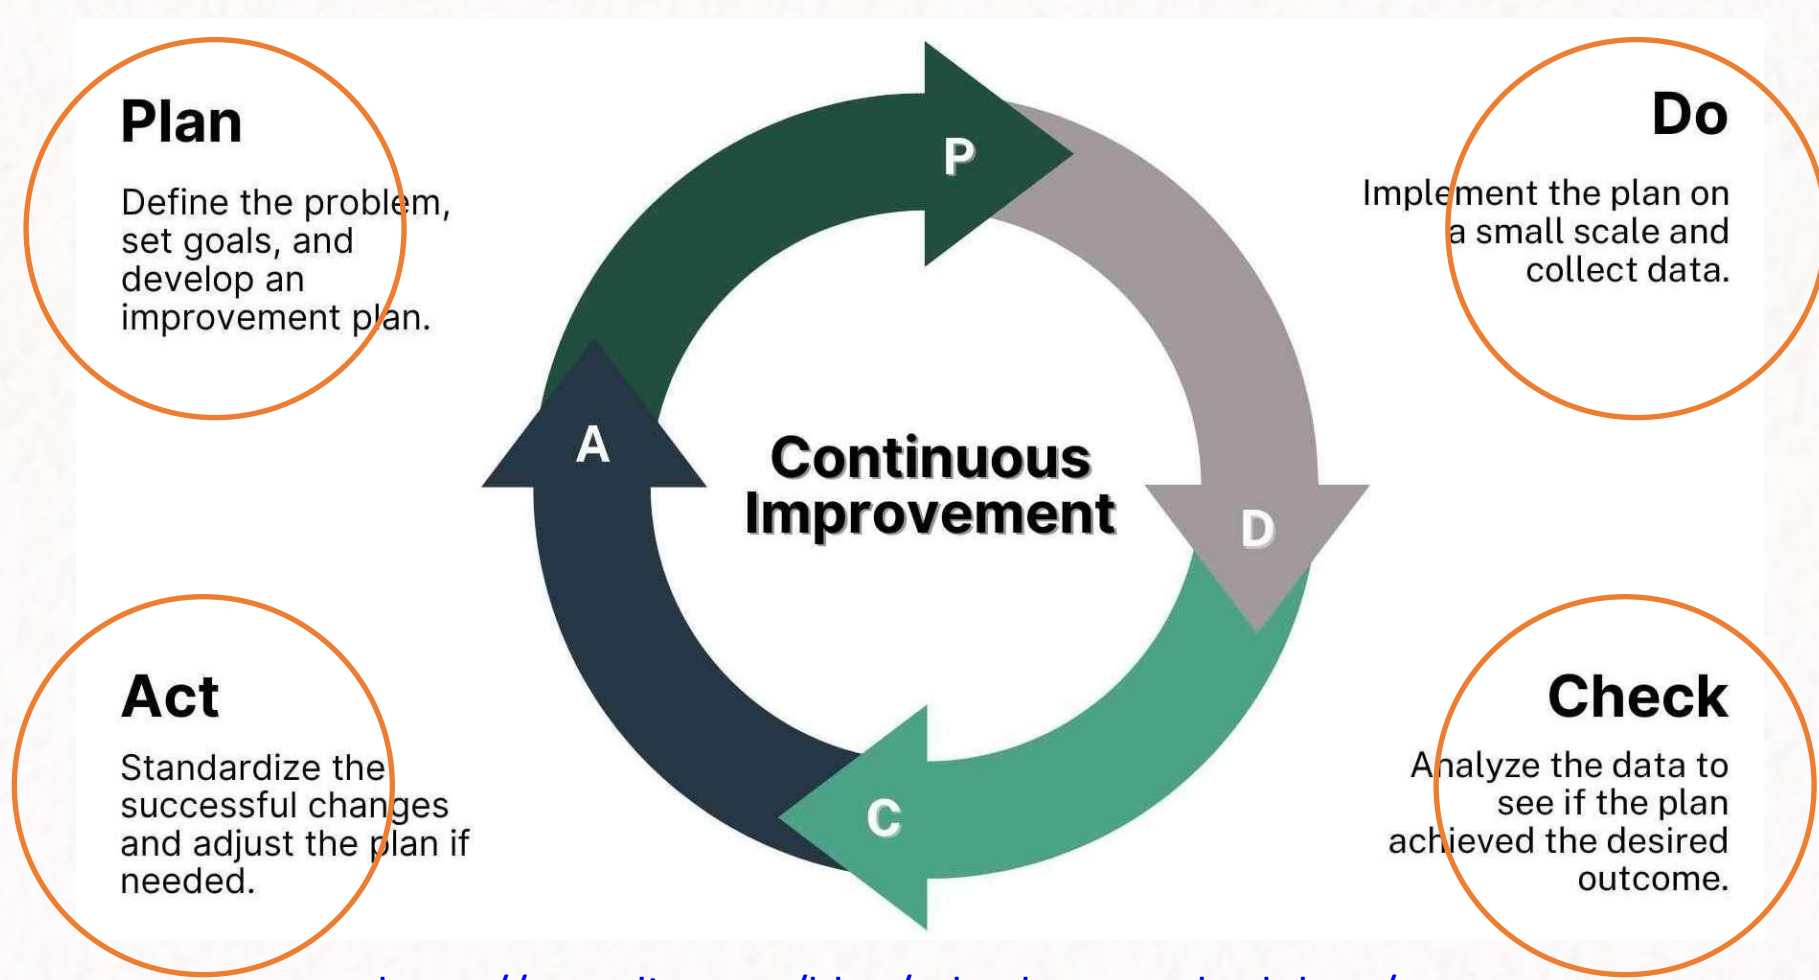 Plan
Define the problem,
set goals, and
develop an
improvement plan.
Do
Implement the plan on
a small scale and
collect data.
P
A
D
C
Continuous
Improvement
Act
Standardize the
successful changes
and adjust the plan if
needed.
Check
Analyze the data to
see if the plan
achieved the desired
outcome.